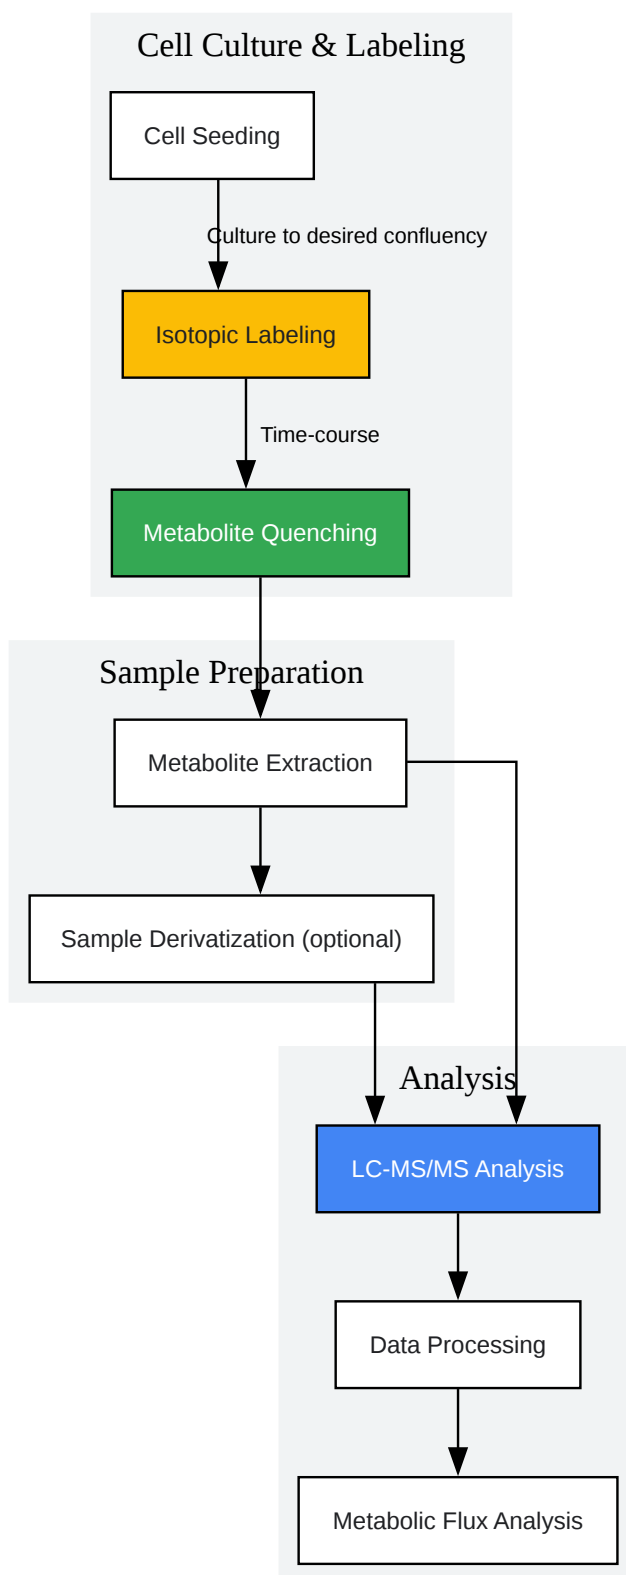 Cell Culture & Labeling
Cell Seeding
Culture to desired confluency
Isotopic Labeling
Time-course
Metabolite Quenching
Sample Preparation
Metabolite Extraction
Sample Derivatization (optional)
Analysis
LC-MS/MS Analysis
Data Processing
Metabolic Flux Analysis